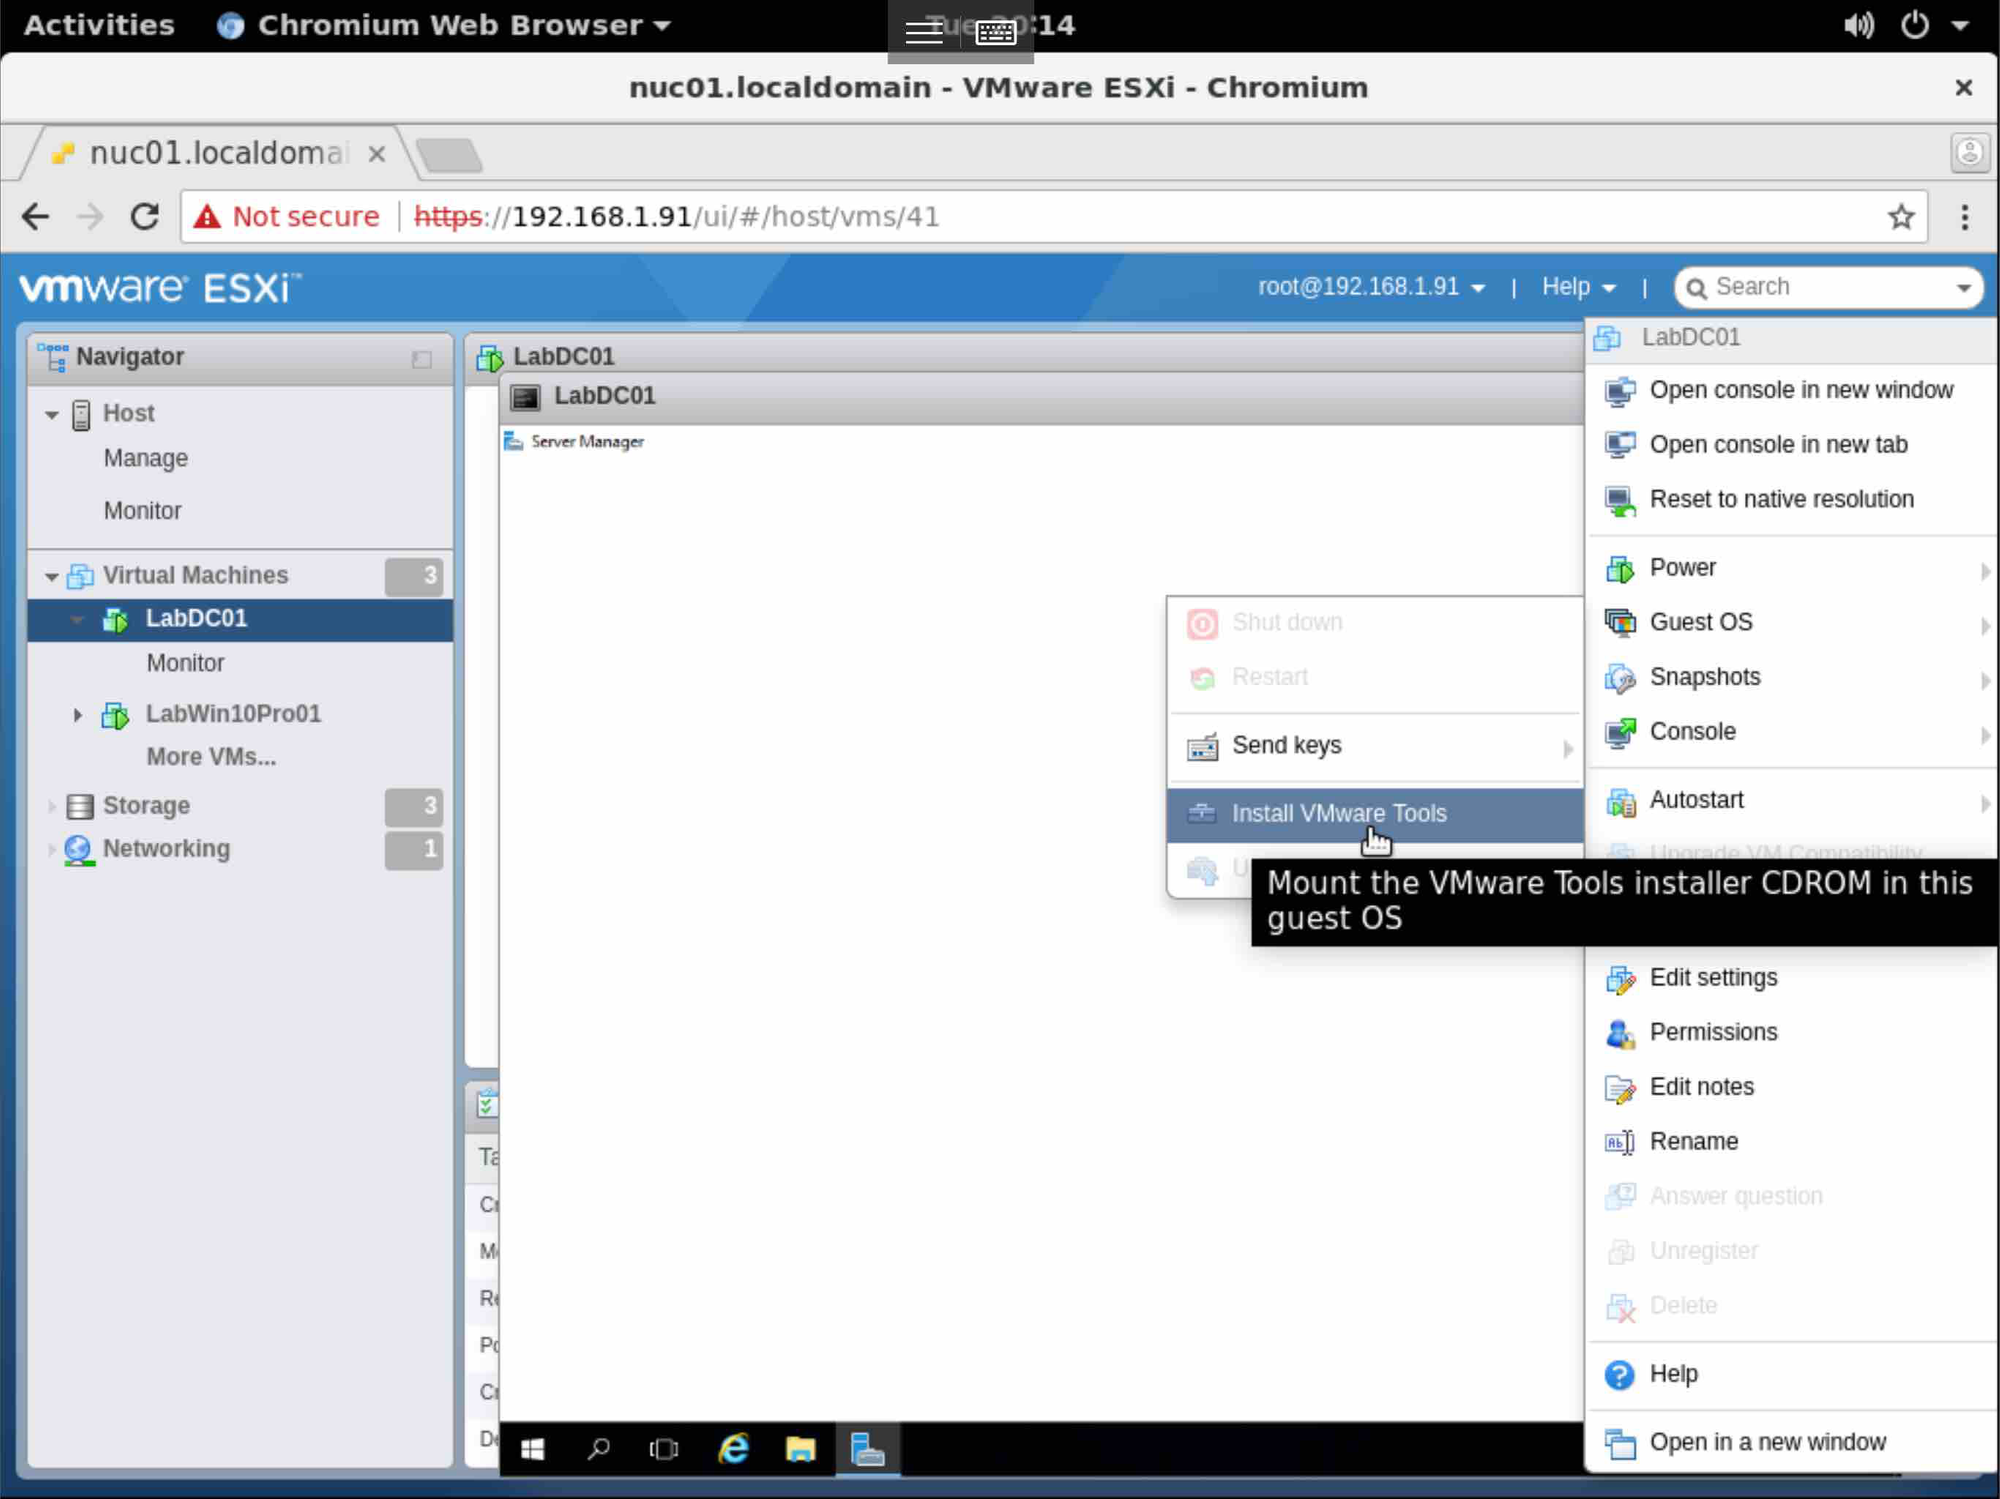 Activities
Chromium Web Browser
Tue 20:14
nuc01.localdomain - VMware ESXi - Chromium
nuc01.localdomai
Not secure
https://192.168.1.91/ui/#/host/vms/41
vmware ESXi™
root@192.168.1.91 | Help |
Search
Navigator
Host
Manage
Monitor
Virtual Machines 3
LabDC01
Monitor
LabWin10Pro01
More VMs...
Storage 3
Networking 1
LabDC01
LabDC01
Server Manager
Ta
Cr
Re
Po
Cr
De
Shut down
Restart
Send keys
Install VMware Tools
U
Mount the VMware Tools installer CDROM in this
guest OS
LabDC01
Open console in new window
Open console in new tab
Reset to native resolution
Power
Guest OS
Snapshots
Console
Autostart
Upgrade VM Compatibility
Edit settings
Permissions
Edit notes
Rename
Answer question
Unregister
Delete
Help
Open in a new window